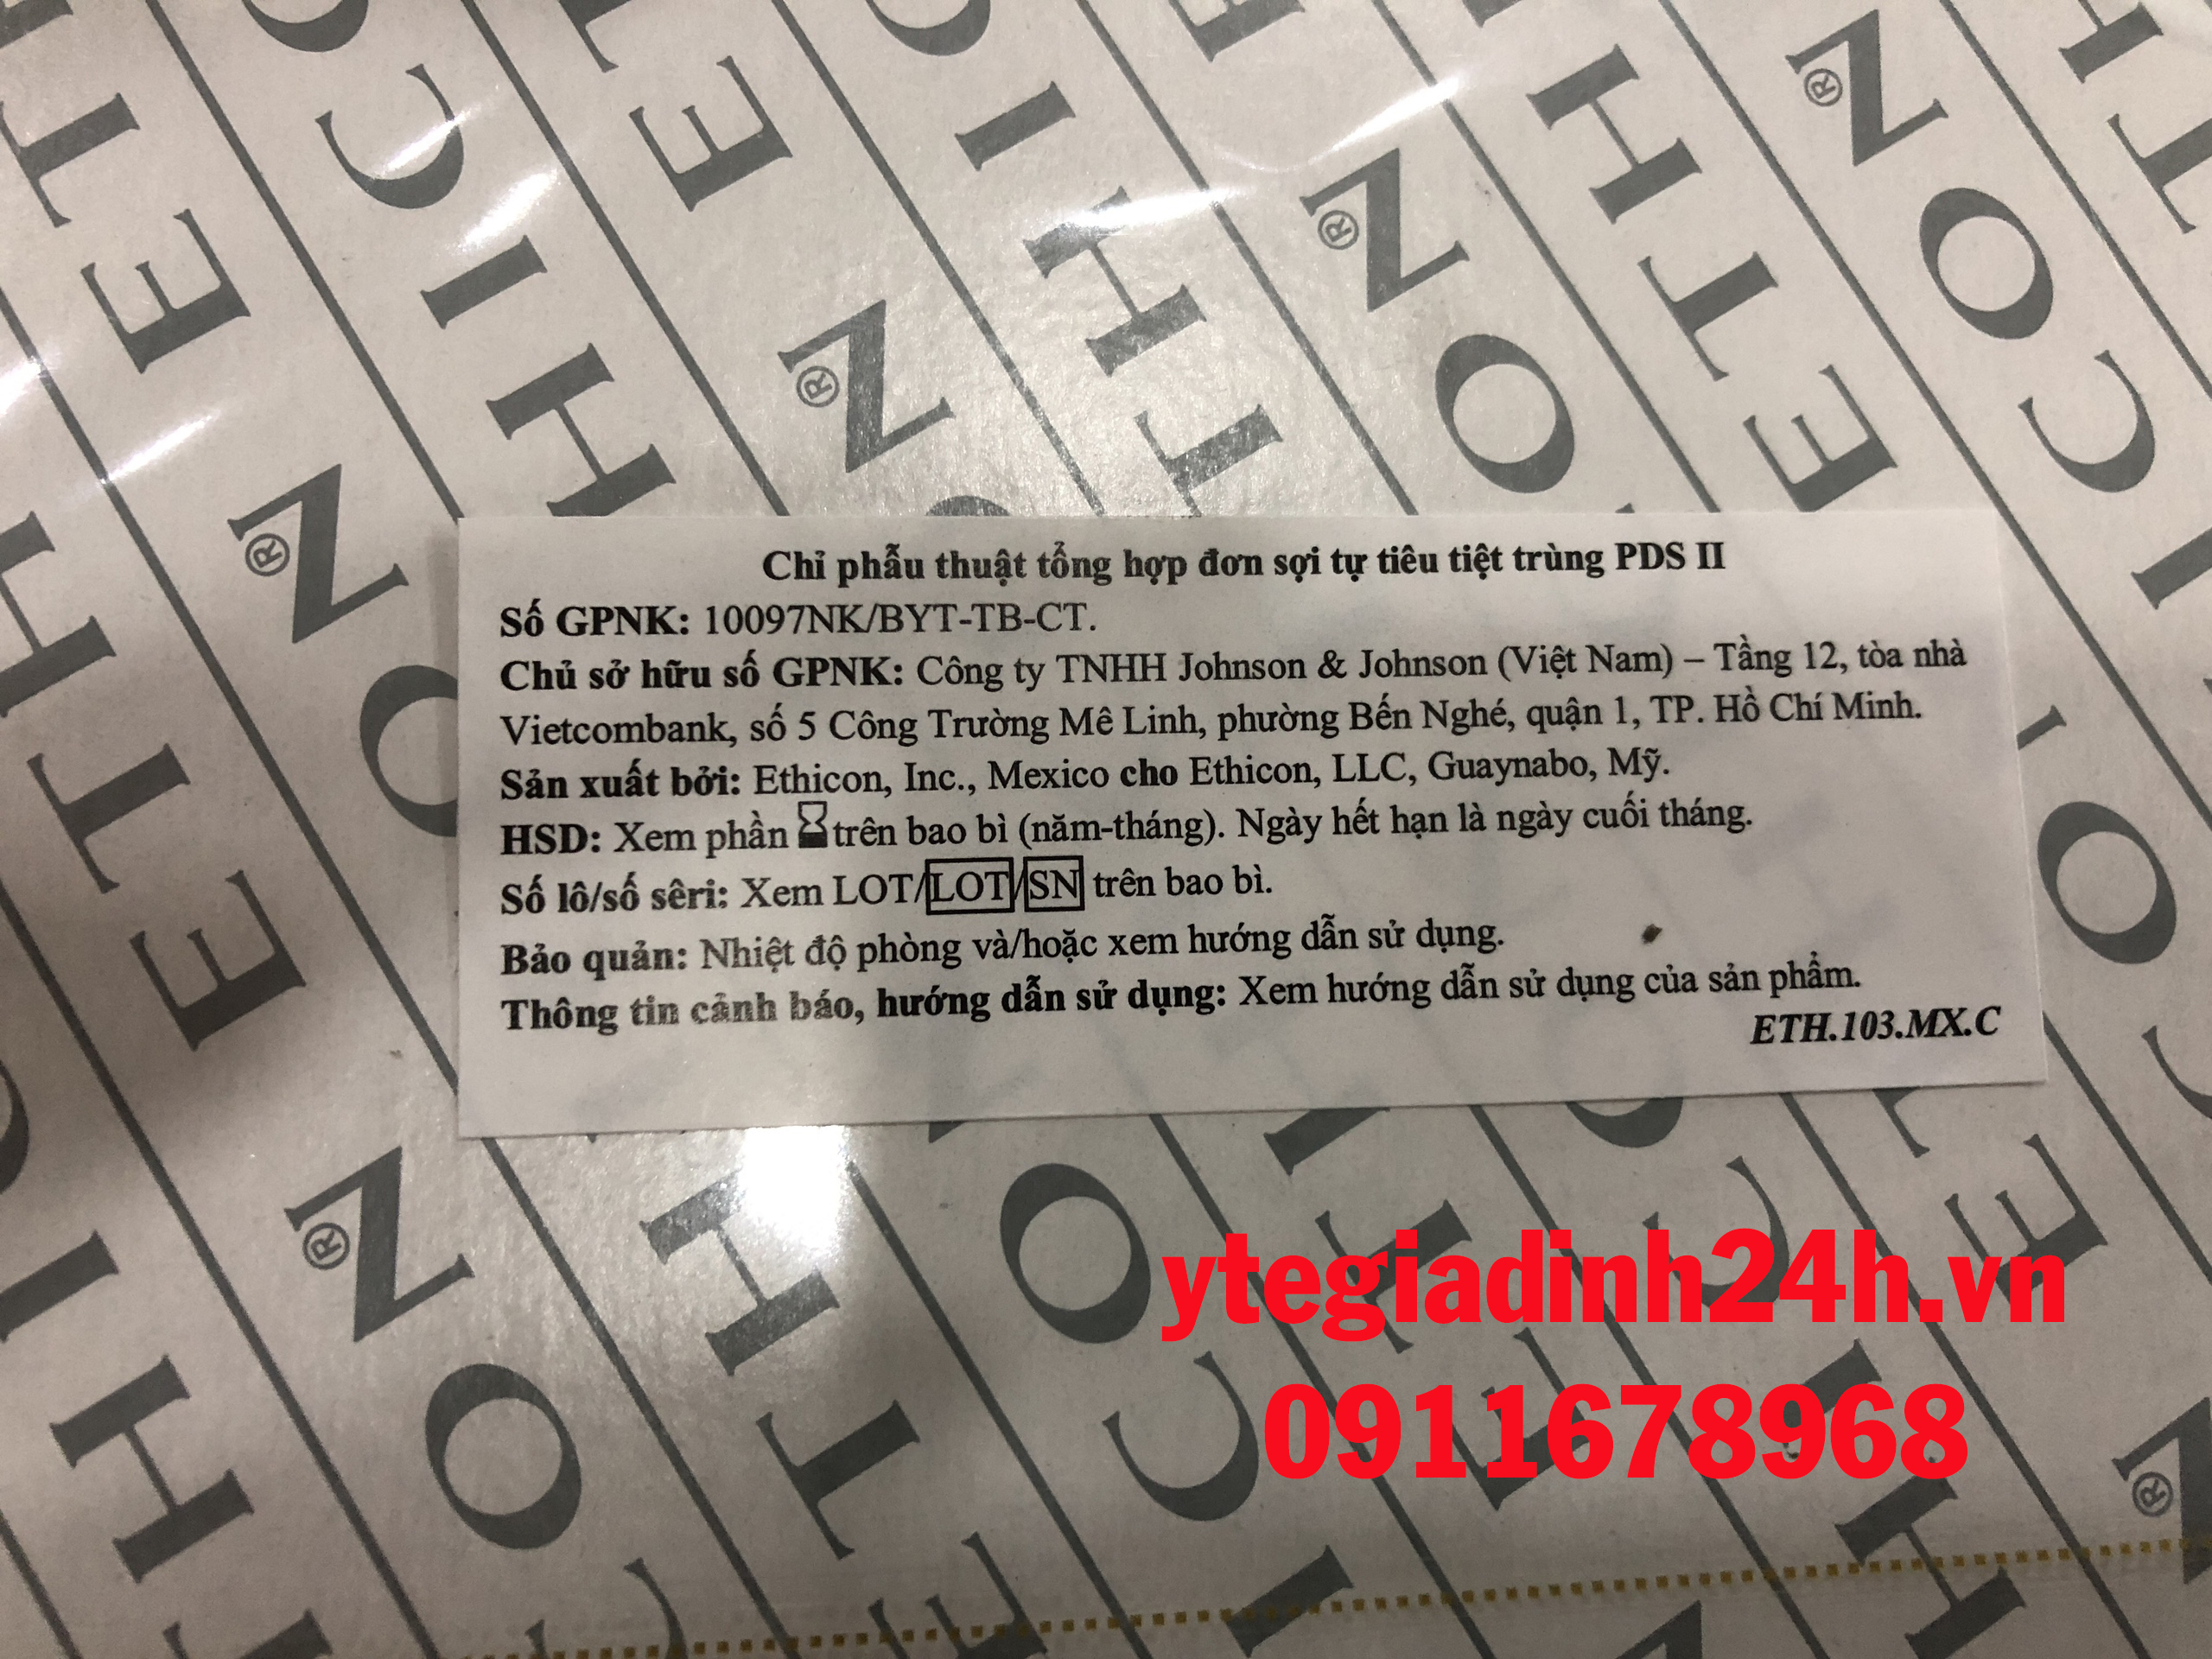 Chỉ phẫu thuật tổng hợp đơn sợi tự tiêu tiệt trùng PDS II
Số GPNK: 10097NK/BYT-TB-CT.
Chủ sở hữu số GPNK: Công ty TNHH Johnson & Johnson (Việt Nam) – Tầng 12, tòa nhà
Vietcombank, số 5 Công Trường Mê Linh, phường Bến Nghé, quận 1, TP. Hồ Chí Minh.
Sản xuất bởi: Ethicon, Inc., Mexico cho Ethicon, LLC, Guaynabo, Mỹ.
HSD: Xem phần trên bao bì (năm-tháng). Ngày hết hạn là ngày cuối tháng.
Số lô/số sêri: Xem LOT/LOT/SN trên bao bì.
Bảo quản: Nhiệt độ phòng và/hoặc xem hướng dẫn sử dụng.
Thông tin cảnh báo, hướng dẫn sử dụng: Xem hướng dẫn sử dụng của sản phẩm.
ETH.103.MX.C
ytegiadinh24h.vn
0911678968
ETHICON®